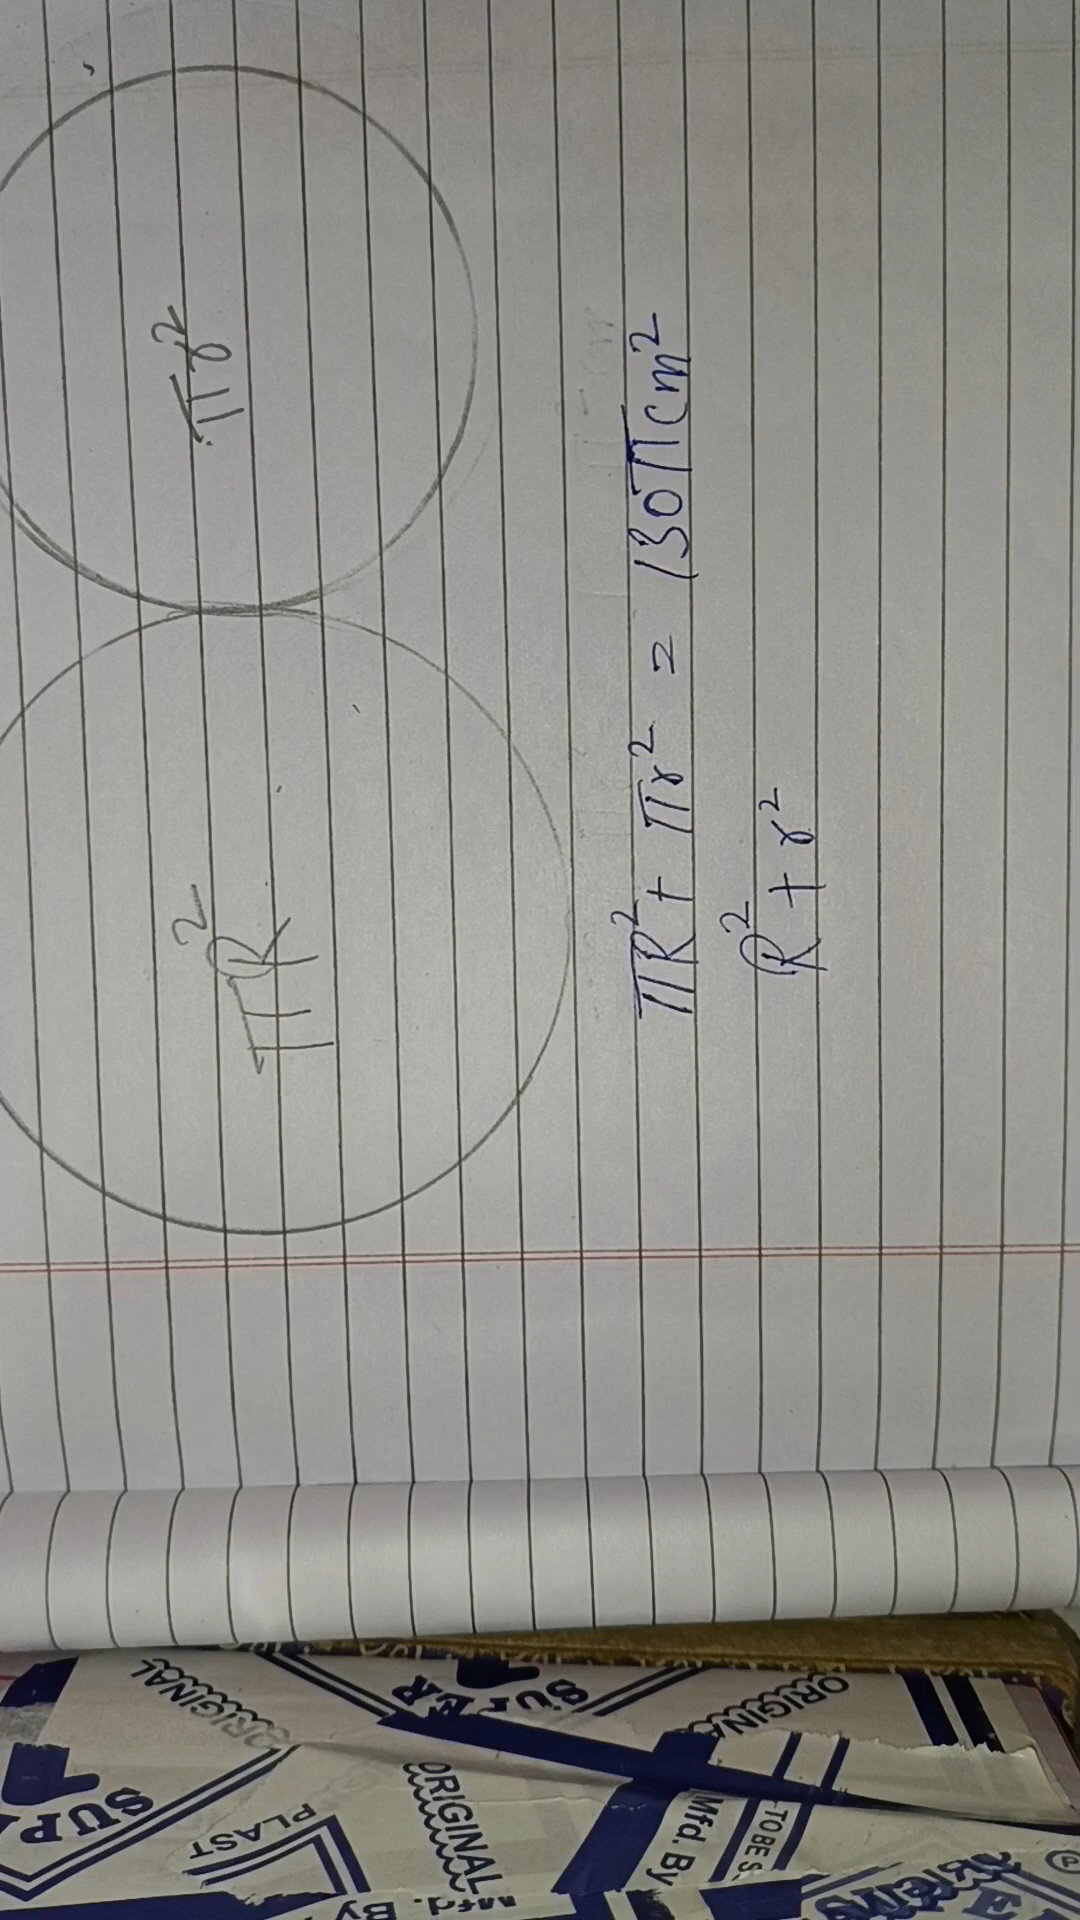 πR² πr²
πR² + πr² = 130π cm²
R² + r²
ORIGINAL
SUPER
ORIGINAL
ORIGINAL
PLAST
ORIGINAL
Mfd. By
TO BE S
Mfd. By